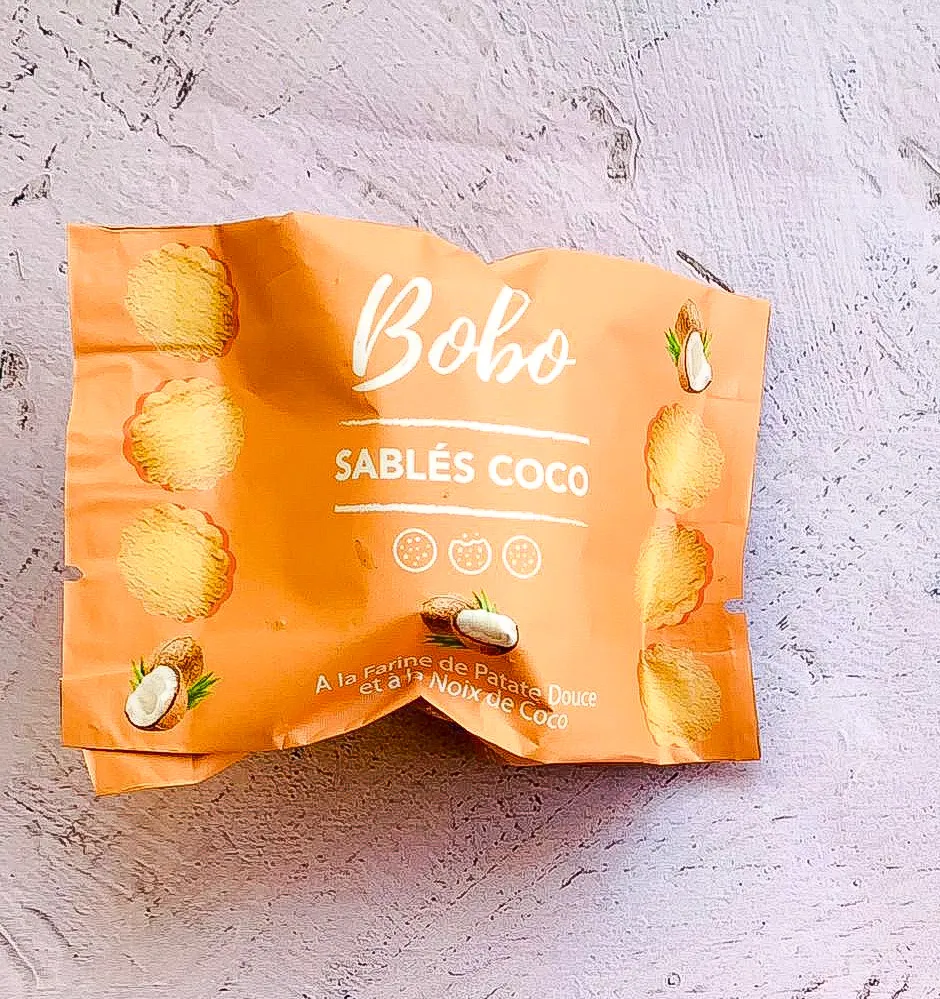 Bobo
SABLÉS COCO
A la Farine de Patate Douce
et à la Noix de Coco